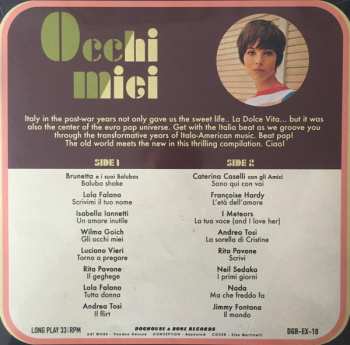 Occhi
miei
Italy in the post-war years not only gave us the sweet life.. La Dolce Vita... but it was
also the center of the euro pop universe. Get with the Italia beat as we groove you
through the transformative years of Italo-American music. Beat pop!
The old world meets the new in this thrilling compilation. Ciao!
SIDE 1
Brunetta e i suoi Balubas
Baluba shake
Lola Falana
Scrivimi il tuo nome
Isabella Iannetti
Un amore inutile
Wilma Goich
Gli occhi miei
Luciano Vieri
Torno a pregare
Rita Pavone
Il geghege
Lola Falana
Tutta donna
Andrea Tosi
Il flirt
SIDE 2
Caterina Caselli con gli Amici
Sono qui con voi
Françoise Hardy
L'età dell'amore
I Meteors
La tua voce (and I love her)
Andrea Tosi
La sorella di Cristine
Rita Pavone
Scrivi
Neil Sedaka
I primi giorni
Nada
Ma che freddo fa
Jimmy Fontana
Il mondo
LONG PLAY 33⅓RPM
DOGHOUSE & BONE RECORDS
DGB-EX-18